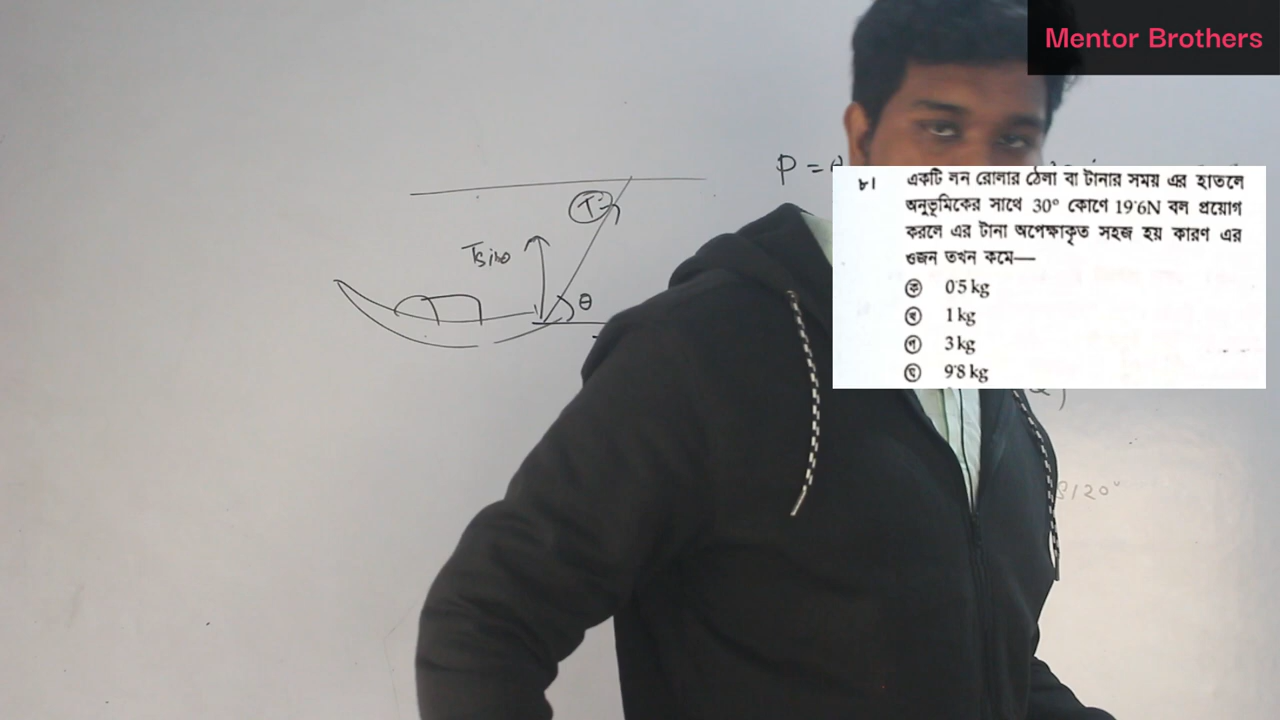 Mentor Brothers
P =
T
Tsinθ
θ
৮। একটি লন রোলার ঠেলা বা টানার সময় এর হাতলে
অনুভূমিকের সাথে 30° কোণে 19·6N বল প্রয়োগ
করলে এর টানা অপেক্ষাকৃত সহজ হয় কারণ এর
ওজন তখন কমে—
ক 0·5 kg
খ 1 kg
গ 3 kg
ঘ 9·8 kg
120°